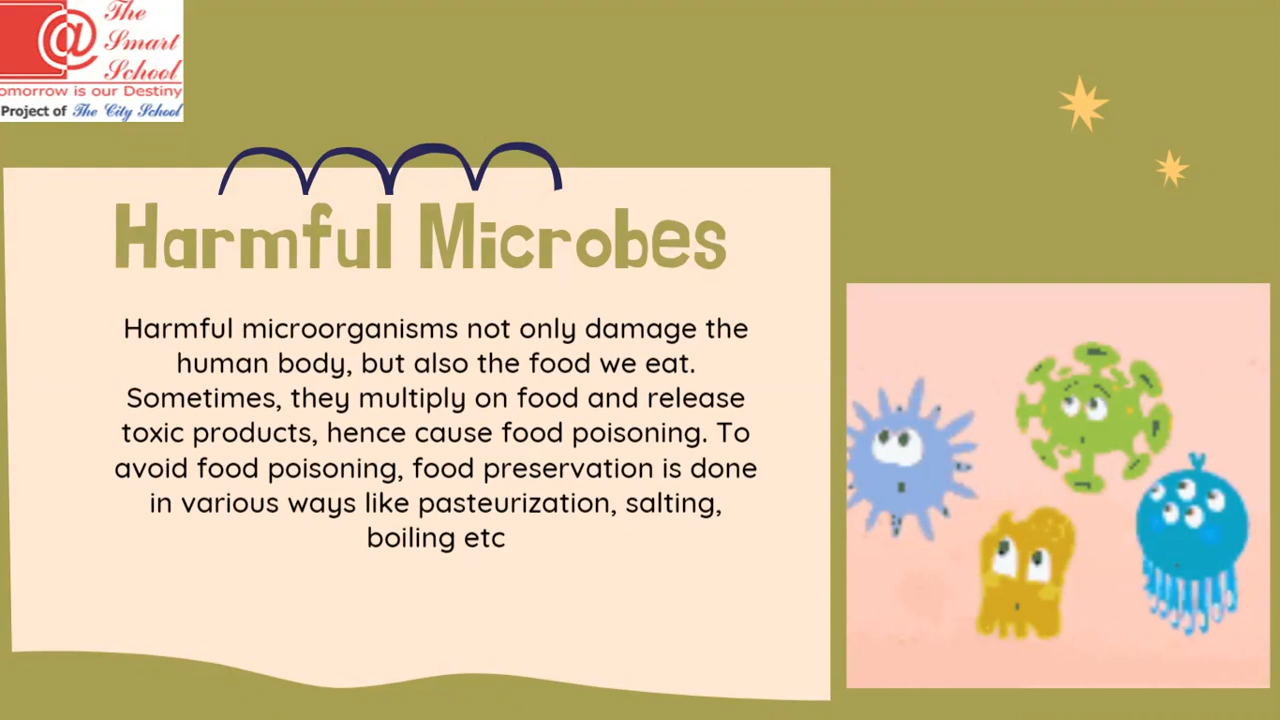 The
Smart
School
omorrow is our Destiny
Project of The City School
Harmful Microbes
Harmful microorganisms not only damage the
human body, but also the food we eat.
Sometimes, they multiply on food and release
toxic products, hence cause food poisoning. To
avoid food poisoning, food preservation is done
in various ways like pasteurization, salting,
boiling etc